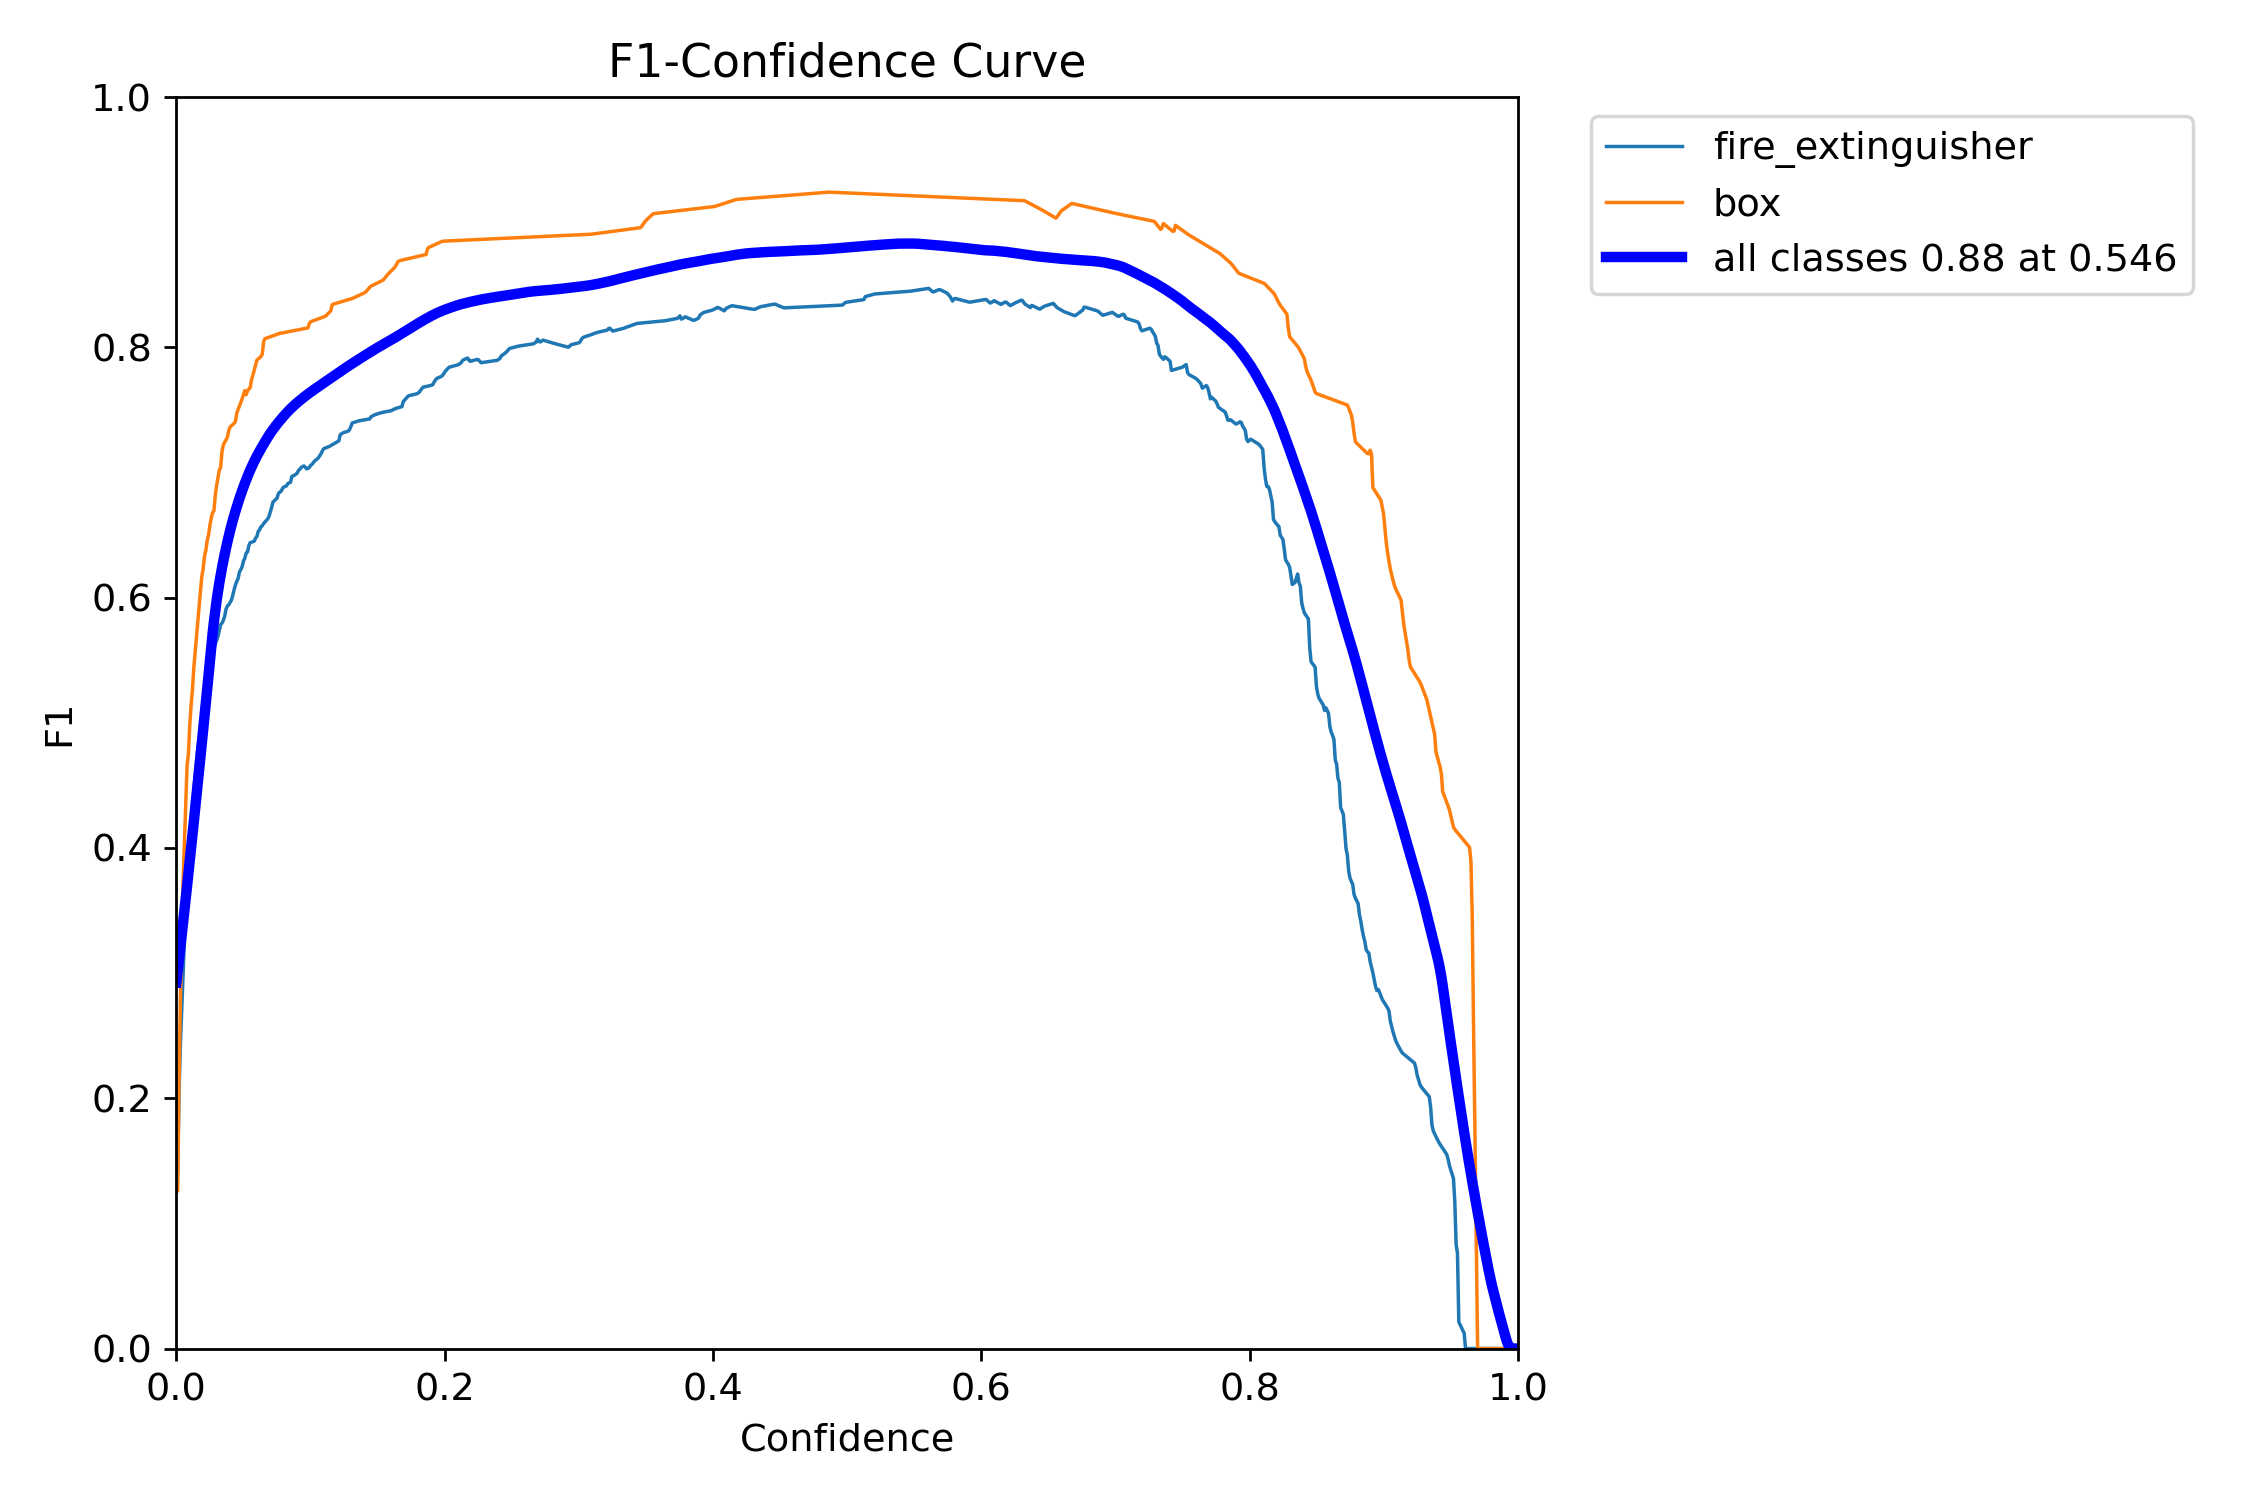 F1-Confidence Curve
1.0
0.8
0.6
0.4
0.2
0.0
F1
0.0 0.2 0.4 0.6 0.8 1.0
Confidence
fire_extinguisher
box
all classes 0.88 at 0.546